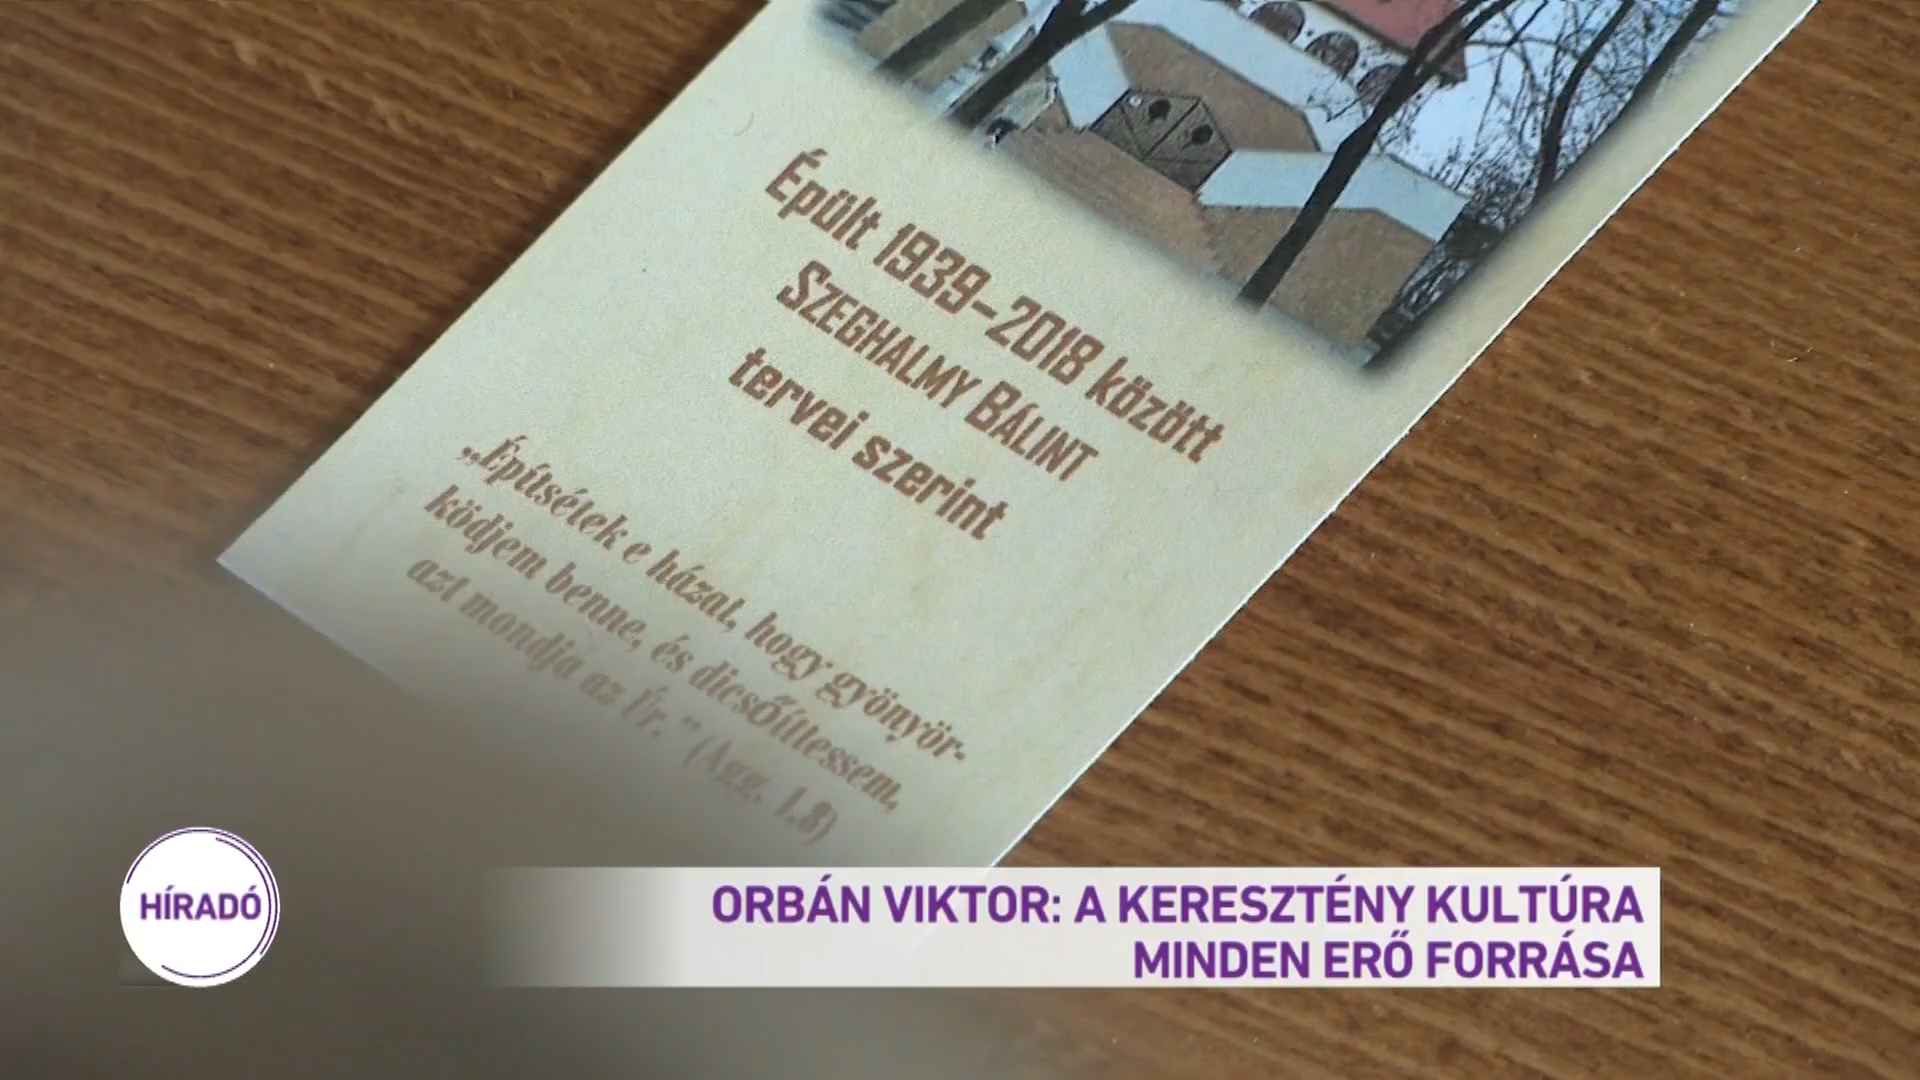 Épült 1939–2018 között
SZEGHALMY BÁLINT
tervei szerint
„Építsétek e házat, hogy gyönyör-
ködjem benne, és dicsőíttessem,
azt mondja az Úr.” (Agg. 1.8)
HÍRADÓ
ORBÁN VIKTOR: A KERESZTÉNY KULTÚRA
MINDEN ERŐ FORRÁSA